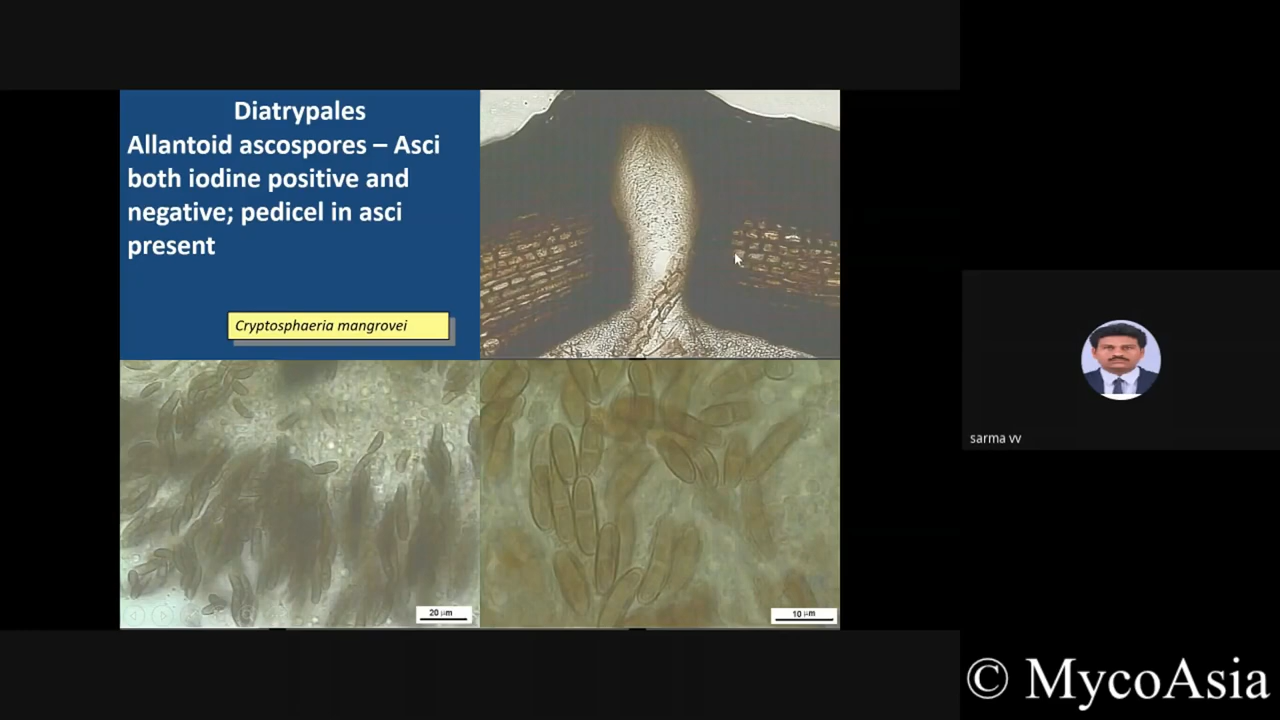 Diatrypales
Allantoid ascospores – Asci
both iodine positive and
negative; pedicel in asci
present
Cryptosphaeria mangrovei
20 µm
10 µm
sarma vv
© MycoAsia